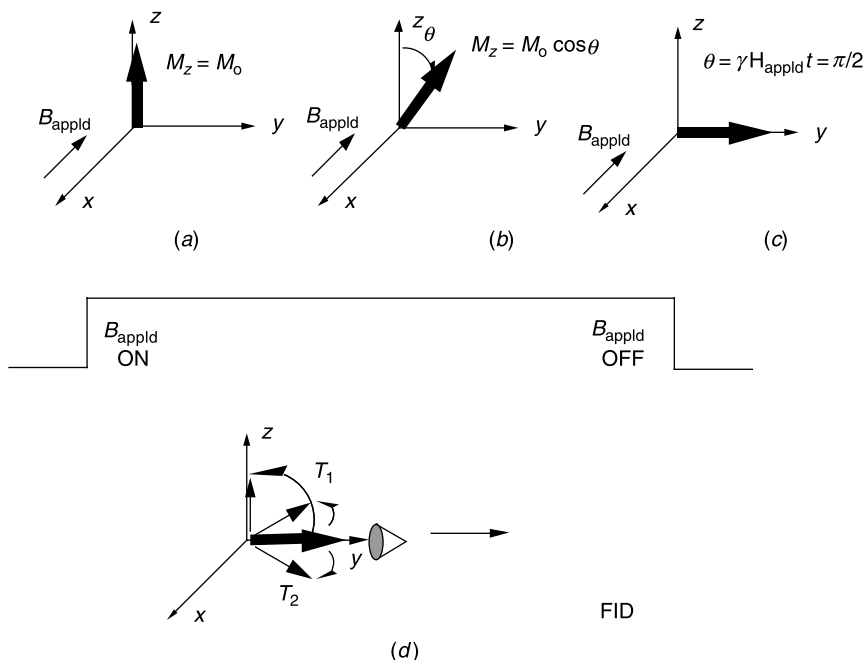 z
M_z = M_o
B_appld
y
x
(a)
z
θ
M_z = M_o cosθ
B_appld
y
x
(b)
z
θ = γH_appld t = π/2
B_appld
y
x
(c)
B_appld
ON
B_appld
OFF
z
T_1
y
T_2
x
FID
(d)